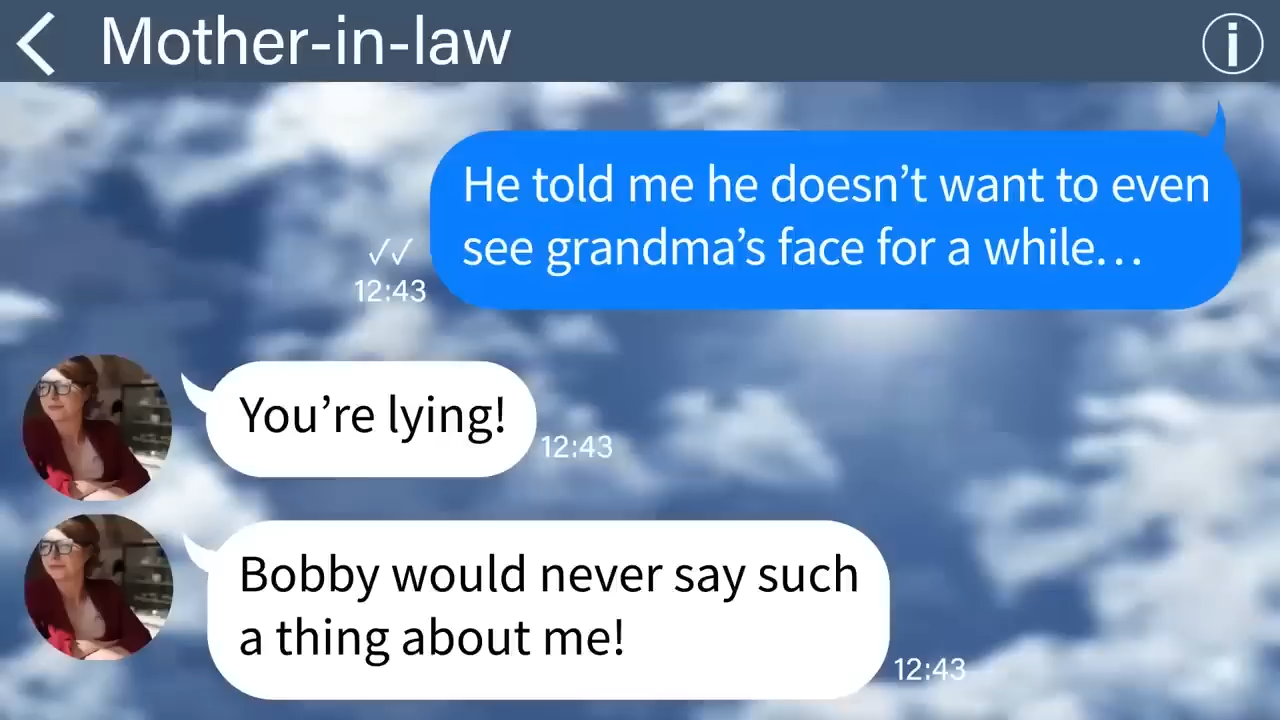 Mother-in-law
He told me he doesn’t want to even
see grandma’s face for a while…
12:43
You’re lying!
12:43
Bobby would never say such
a thing about me!
12:43